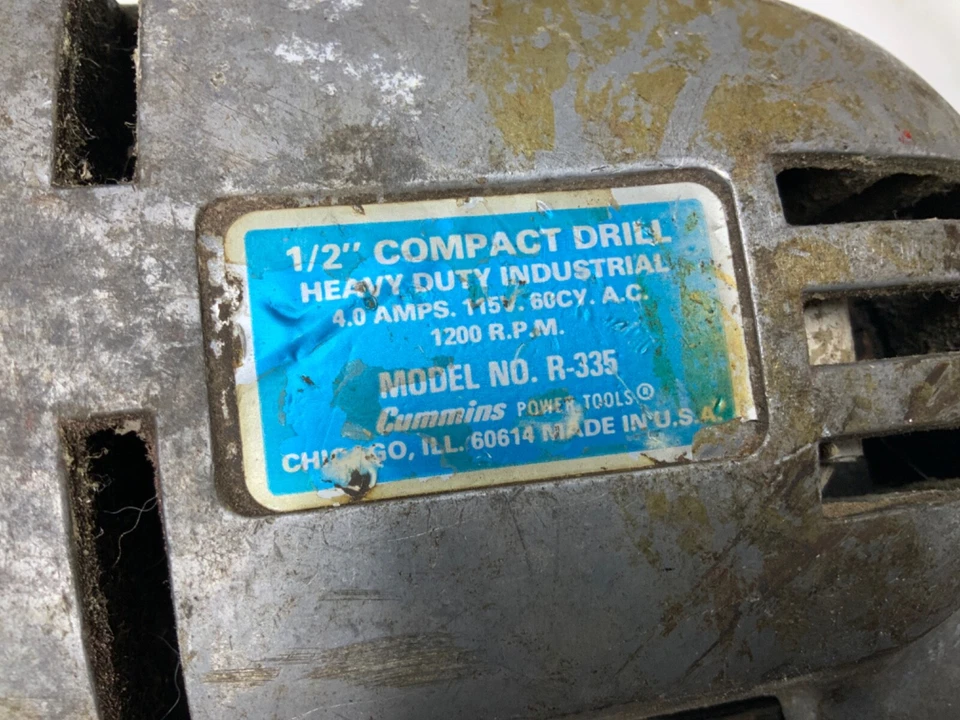 1/2" COMPACT DRILL
HEAVY DUTY INDUSTRIAL
4.0 AMPS. 115V. 60CY. A.C.
1200 R.P.M.
MODEL NO. R-335
Cummins POWER TOOLS®
CHICAGO, ILL. 60614 MADE IN U.S.A.